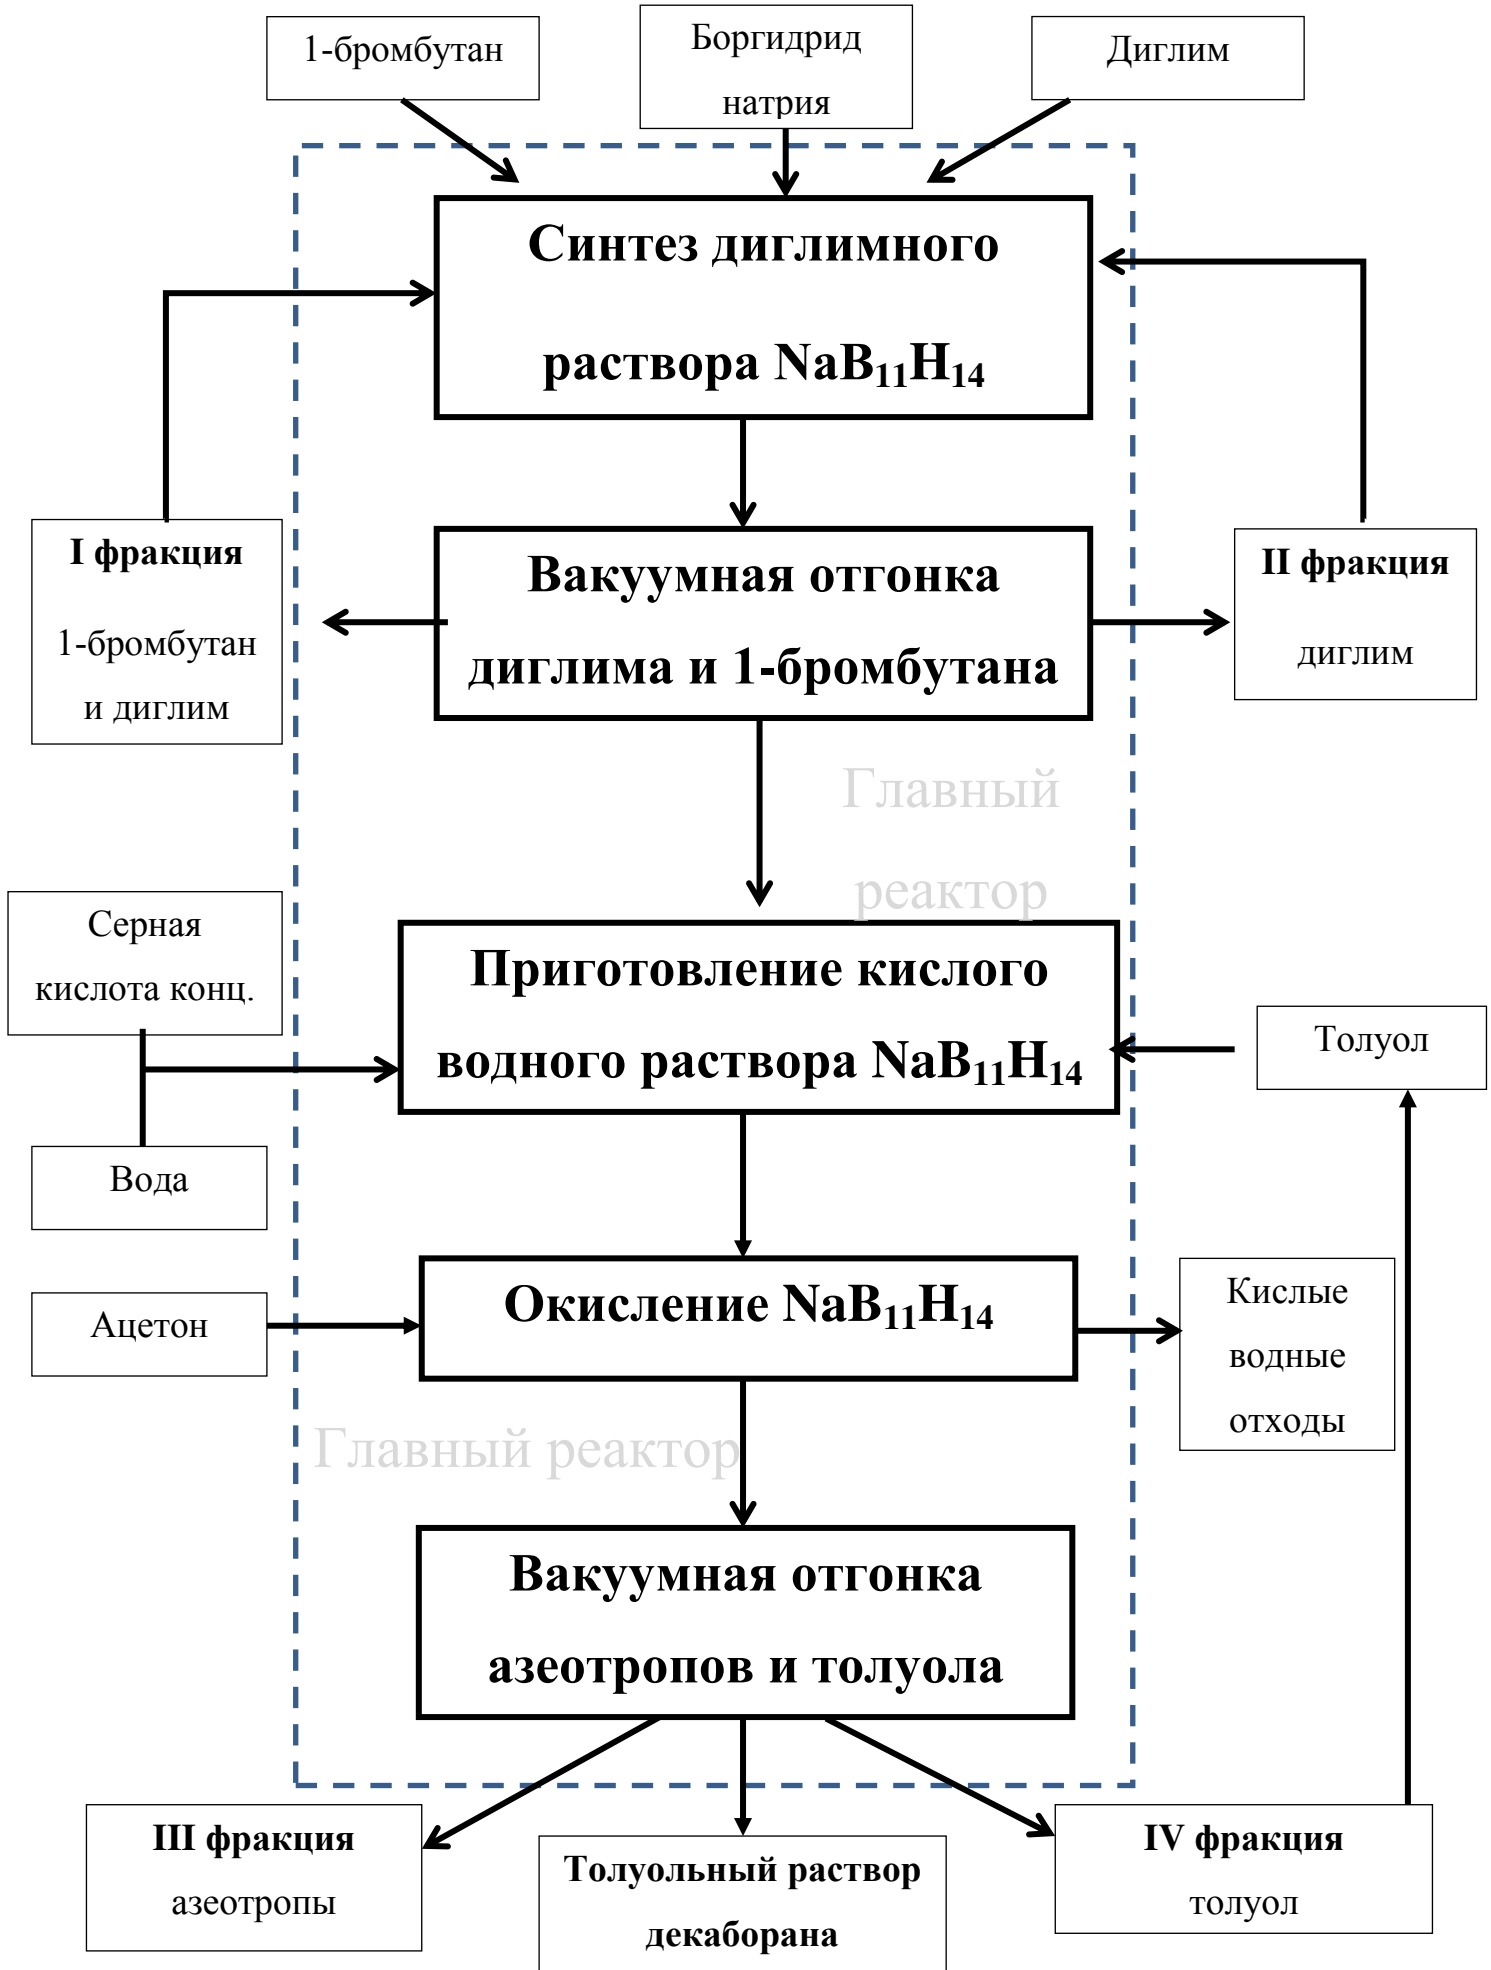 1-бромбутан
Боргидрид
натрия
Диглим
Синтез диглимного
раствора NaB₁₁H₁₄
I фракция
1-бромбутан
и диглим
Вакуумная отгонка
диглима и 1-бромбутана
II фракция
диглим
Главный
реактор
Серная
кислота конц.
Вода
Приготовление кислого
водного раствора NaB₁₁H₁₄
Толуол
Ацетон
Окисление NaB₁₁H₁₄
Кислые
водные
отходы
Главный реактор
Вакуумная отгонка
азеотропов и толуола
III фракция
азеотропы
Толуольный раствор
декаборана
IV фракция
толуол